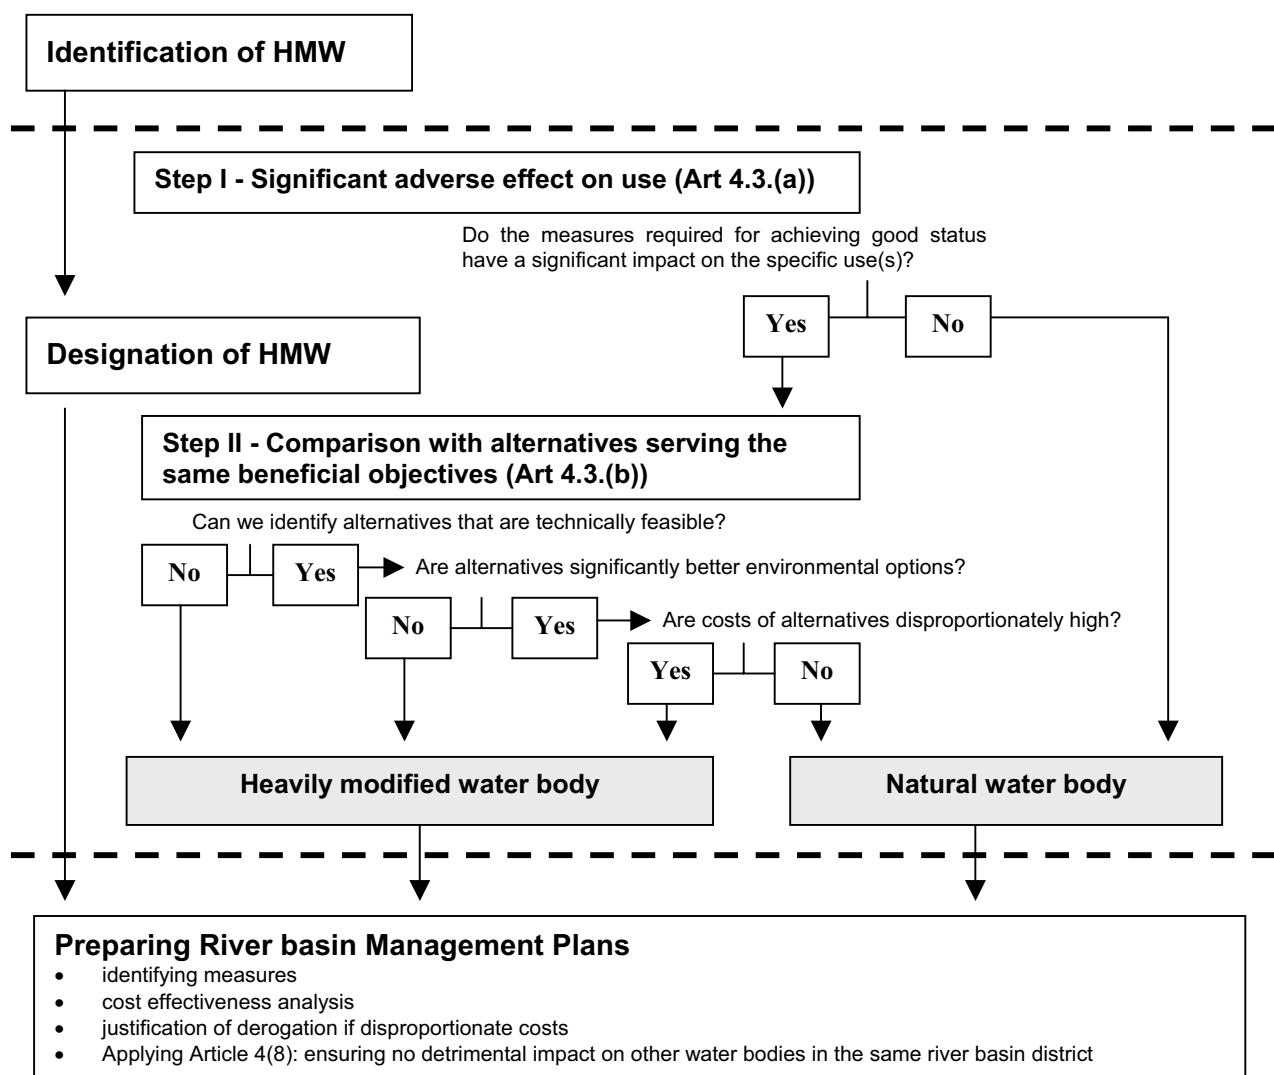 Identification of HMW
Step I - Significant adverse effect on use (Art 4.3.(a))
Do the measures required for achieving good status
have a significant impact on the specific use(s)?
Yes
No
Designation of HMW
Step II - Comparison with alternatives serving the
same beneficial objectives (Art 4.3.(b))
Can we identify alternatives that are technically feasible?
No
Yes
Are alternatives significantly better environmental options?
No
Yes
Are costs of alternatives disproportionately high?
Yes
No
Heavily modified water body
Natural water body
Preparing River basin Management Plans
• identifying measures
• cost effectiveness analysis
• justification of derogation if disproportionate costs
• Applying Article 4(8): ensuring no detrimental impact on other water bodies in the same river basin district